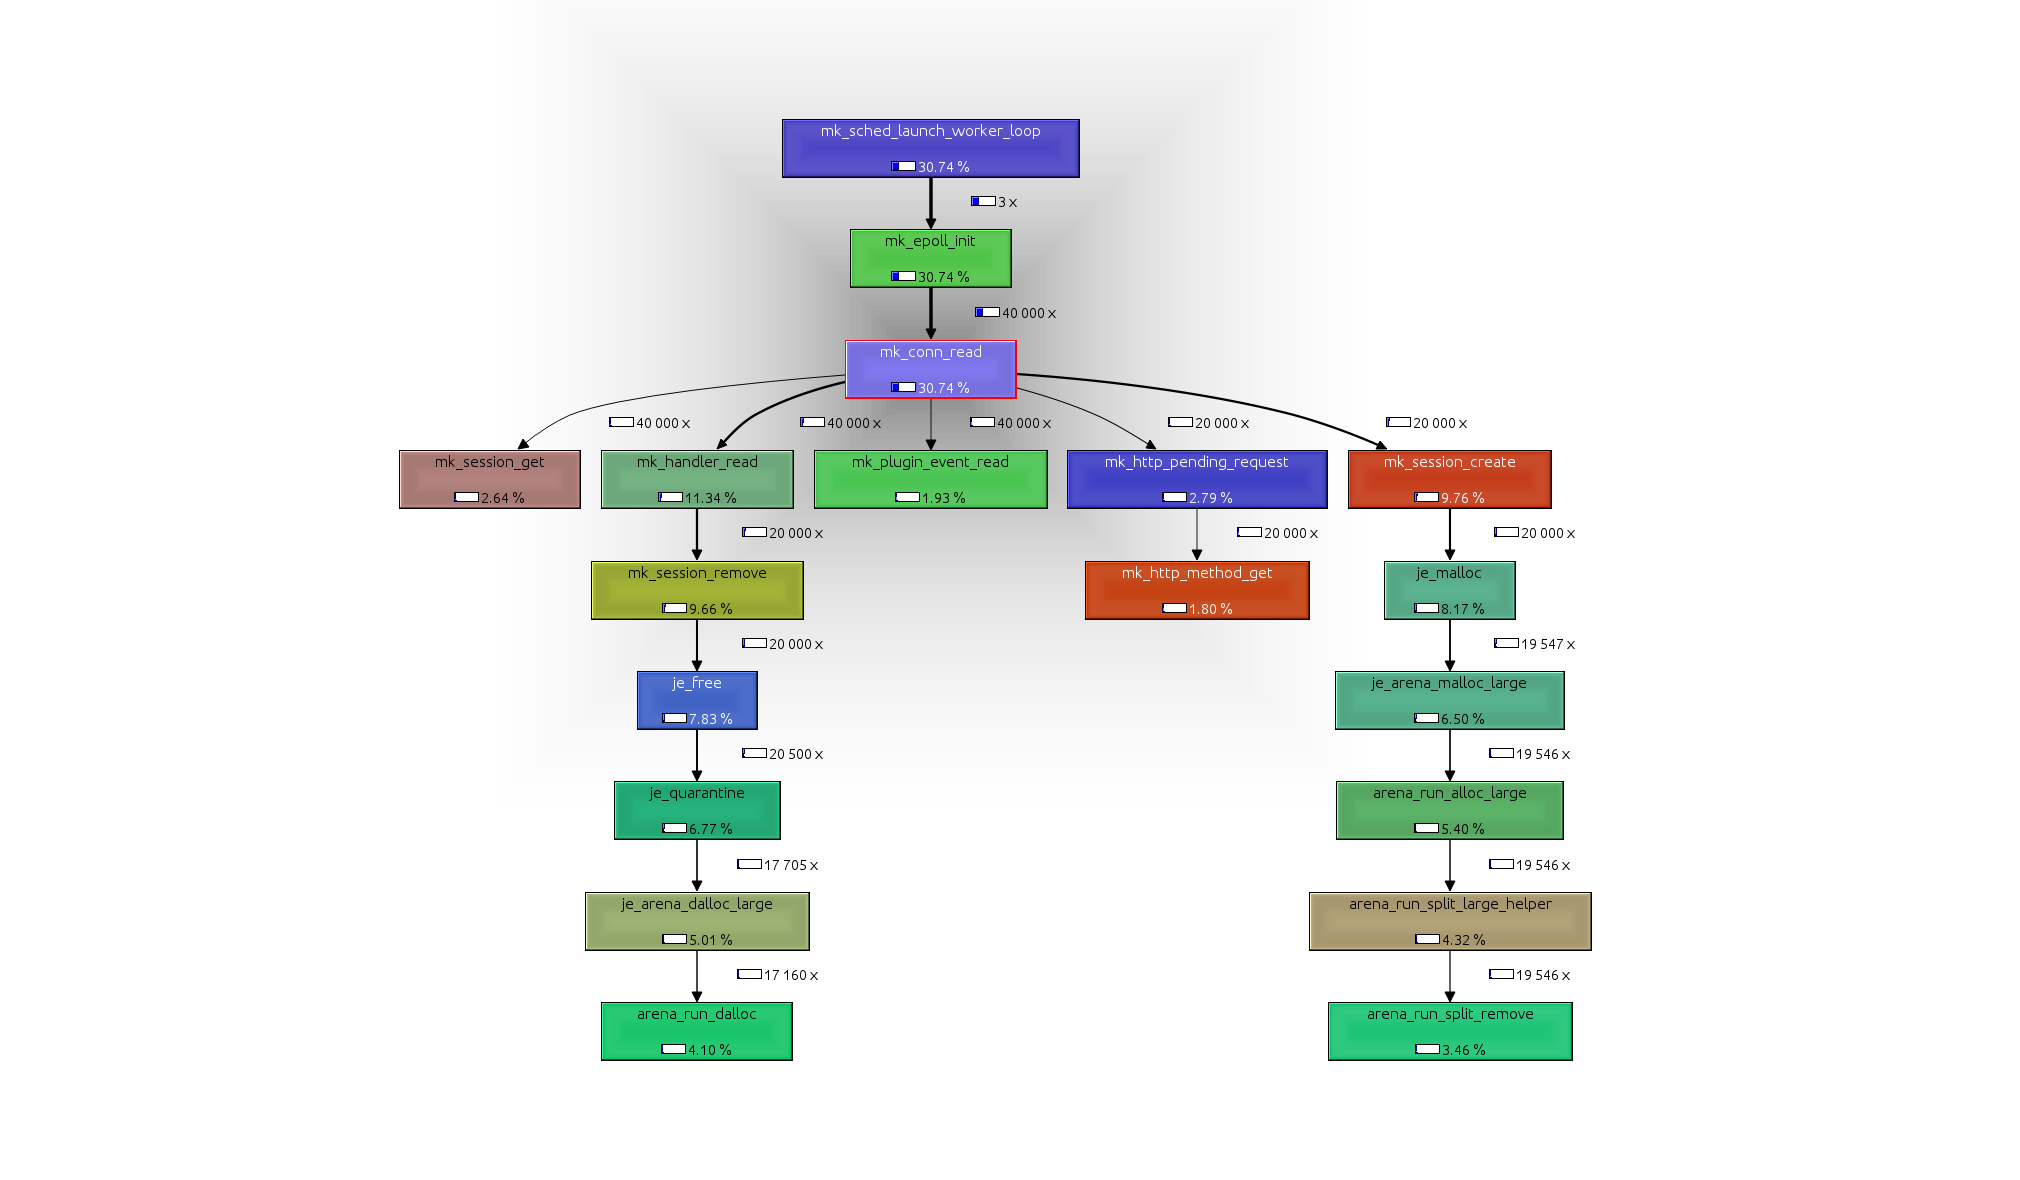 mk_sched_launch_worker_loop
30.74 %
3 x
mk_epoll_init
30.74 %
40 000 x
mk_conn_read
30.74 %
40 000 x
40 000 x
40 000 x
20 000 x
20 000 x
mk_session_get
2.64 %
mk_handler_read
11.34 %
mk_plugin_event_read
1.93 %
mk_http_pending_request
2.79 %
mk_session_create
9.76 %
20 000 x
20 000 x
20 000 x
mk_session_remove
9.66 %
mk_http_method_get
1.80 %
je_malloc
8.17 %
20 000 x
19 547 x
je_free
7.83 %
je_arena_malloc_large
6.50 %
20 500 x
19 546 x
je_quarantine
6.77 %
arena_run_alloc_large
5.40 %
17 705 x
19 546 x
je_arena_dalloc_large
5.01 %
arena_run_split_large_helper
4.32 %
17 160 x
19 546 x
arena_run_dalloc
4.10 %
arena_run_split_remove
3.46 %